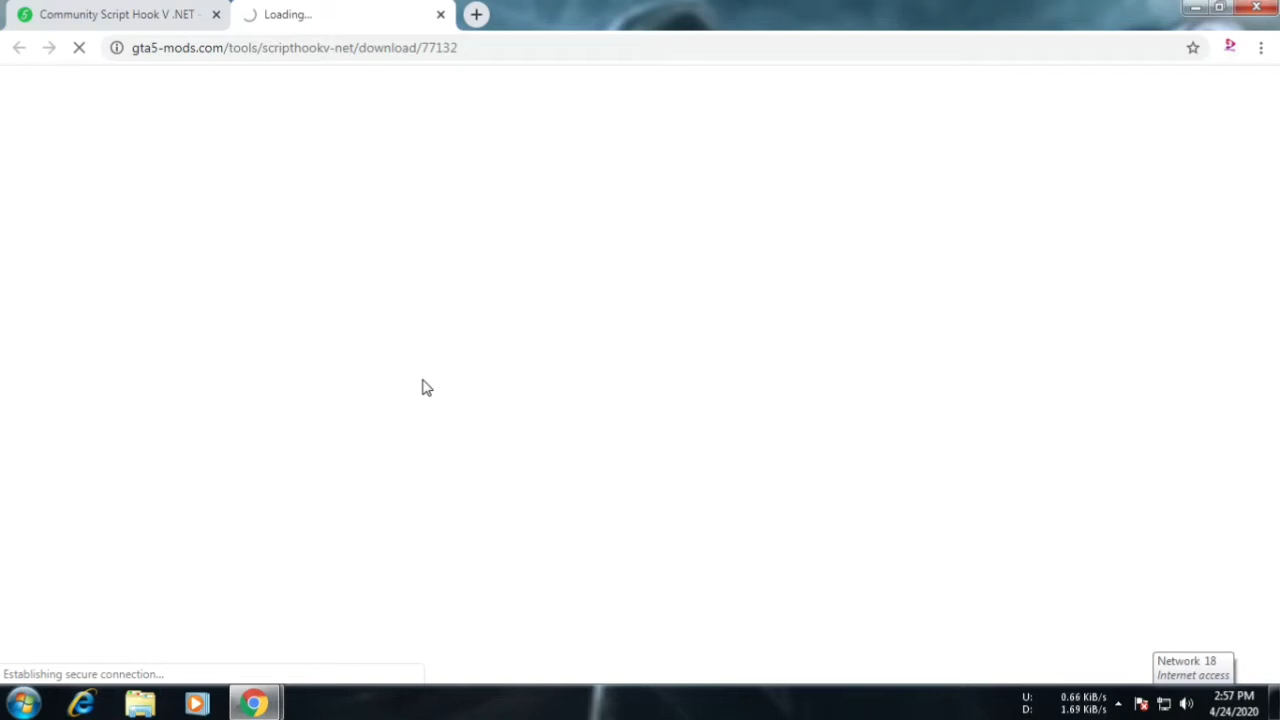 Community Script Hook V .NET -
Loading...
gta5-mods.com/tools/scripthookv-net/download/77132
Establishing secure connection...
Network 18
Internet access
U: 0.66 KiB/s
D: 1.69 KiB/s
2:57 PM
4/24/2020